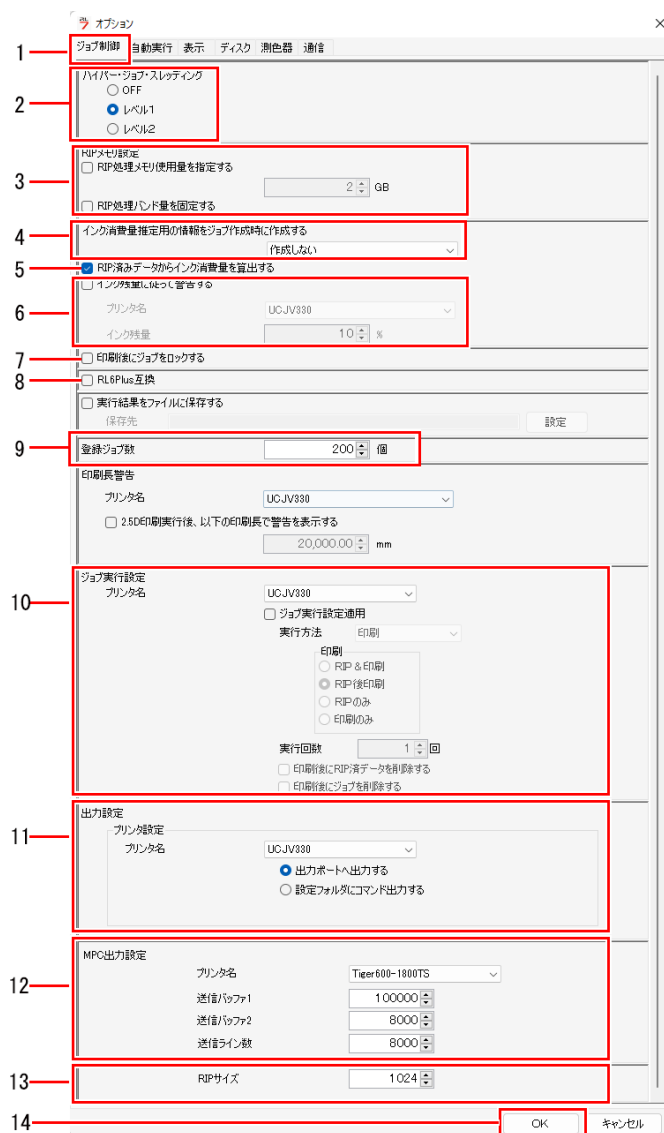 オプション
1 ジョブ制御 自動実行 表示 ディスク 測色器 通信
ハイパー・ジョブ・スレッディング
OFF
2 レベル1
レベル2
RIPメモリ設定
RIP処理メモリ使用量を指定する
3 2 GB
RIP処理バンド量を固定する
4 インク消費量推定用の情報をジョブ作成時に作成する
作成しない
5 RIP済みデータからインク消費量を算出する
インク残量に従って警告する
6 プリンタ名 UCJV330
インク残量 10 %
7 印刷後にジョブをロックする
8 RL6Plus互換
実行結果をファイルに保存する
保存先 設定
9 登録ジョブ数 200 個
印刷長警告
プリンタ名 UCJV330
2.5D印刷実行後、以下の印刷長で警告を表示する
20,000.00 mm
ジョブ実行設定
10 プリンタ名 UCJV330
ジョブ実行設定適用
実行方法 印刷
印刷
RIP & 印刷
RIP後印刷
RIPのみ
印刷のみ
実行回数 1 回
印刷後にRIP済データを削除する
印刷後にジョブを削除する
出力設定
11 プリンタ設定
プリンタ名 UCJV330
出力ポートへ出力する
設定フォルダにコマンド出力する
MPC出力設定
12 プリンタ名 Tiger600-1800TS
送信バッファ1 100000
送信バッファ2 8000
送信ライン数 8000
13 RIPサイズ 1024
14 OK キャンセル